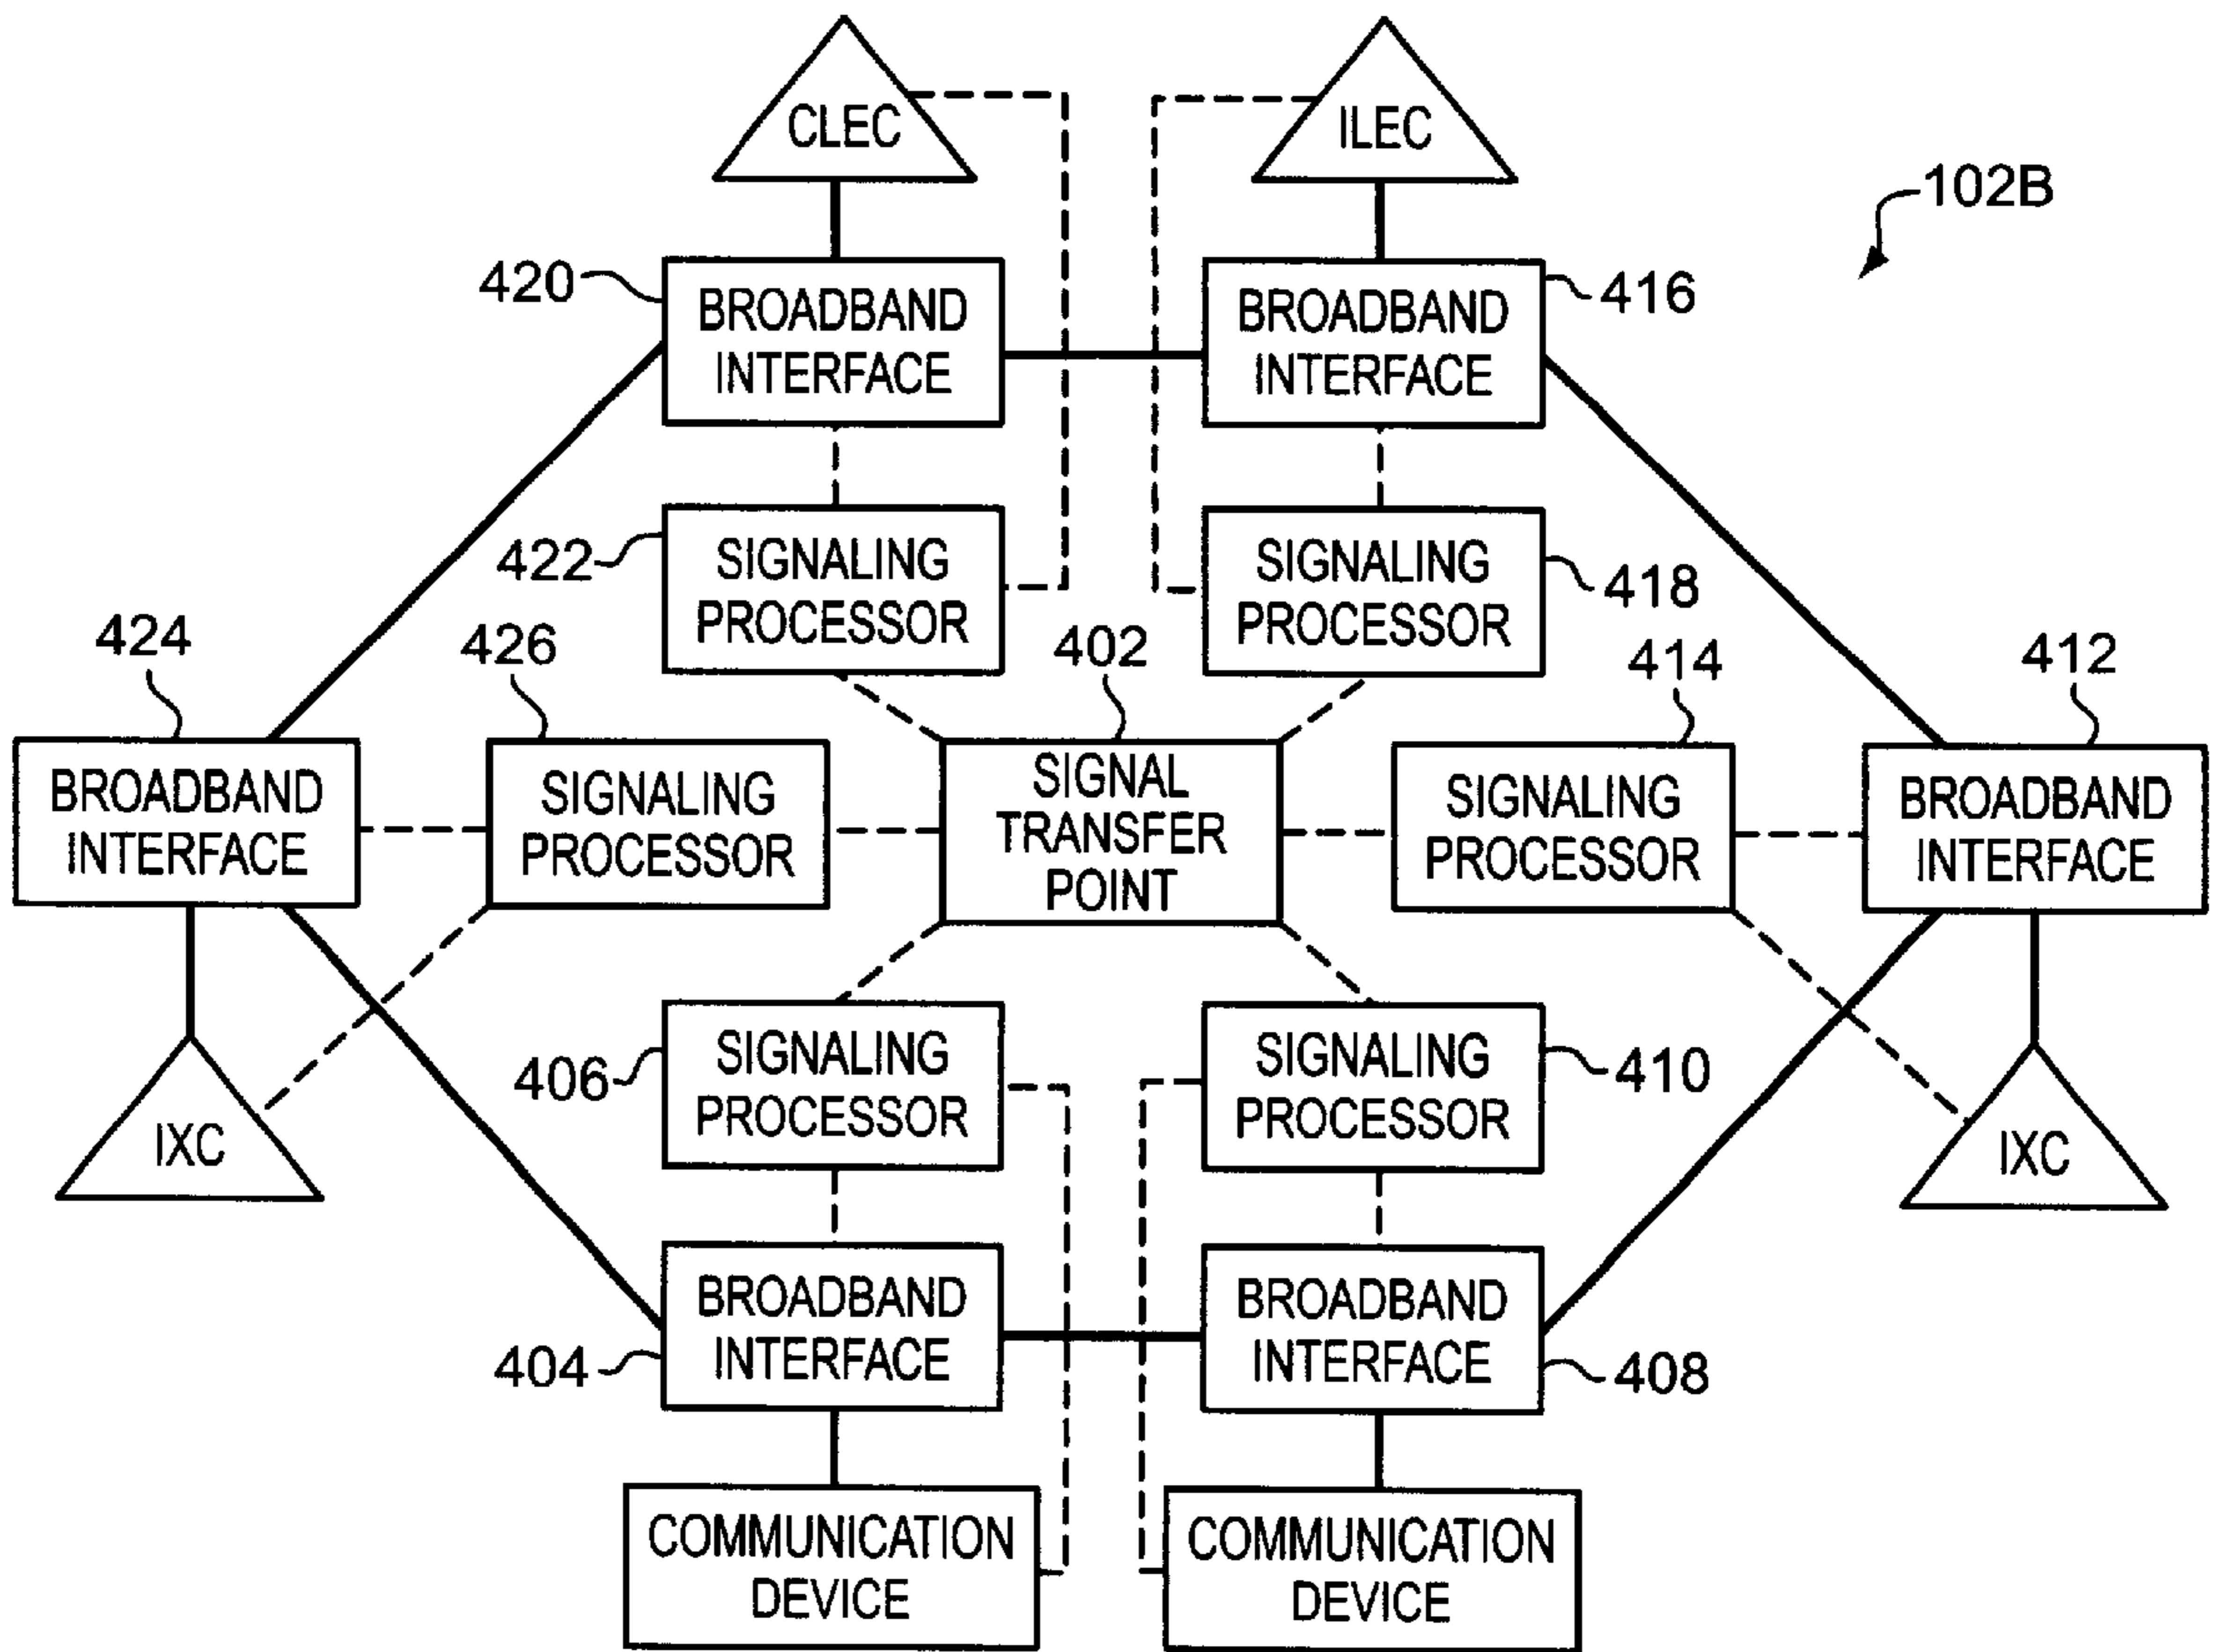 CLEC
ILEC
102B
420
BROADBAND
INTERFACE
BROADBAND
INTERFACE
416
422
SIGNALING
PROCESSOR
SIGNALING
PROCESSOR
418
424
426
402
414
412
BROADBAND
INTERFACE
SIGNALING
PROCESSOR
SIGNAL
TRANSFER
POINT
SIGNALING
PROCESSOR
BROADBAND
INTERFACE
406
SIGNALING
PROCESSOR
SIGNALING
PROCESSOR
410
IXC
IXC
404
BROADBAND
INTERFACE
BROADBAND
INTERFACE
408
COMMUNICATION
DEVICE
COMMUNICATION
DEVICE